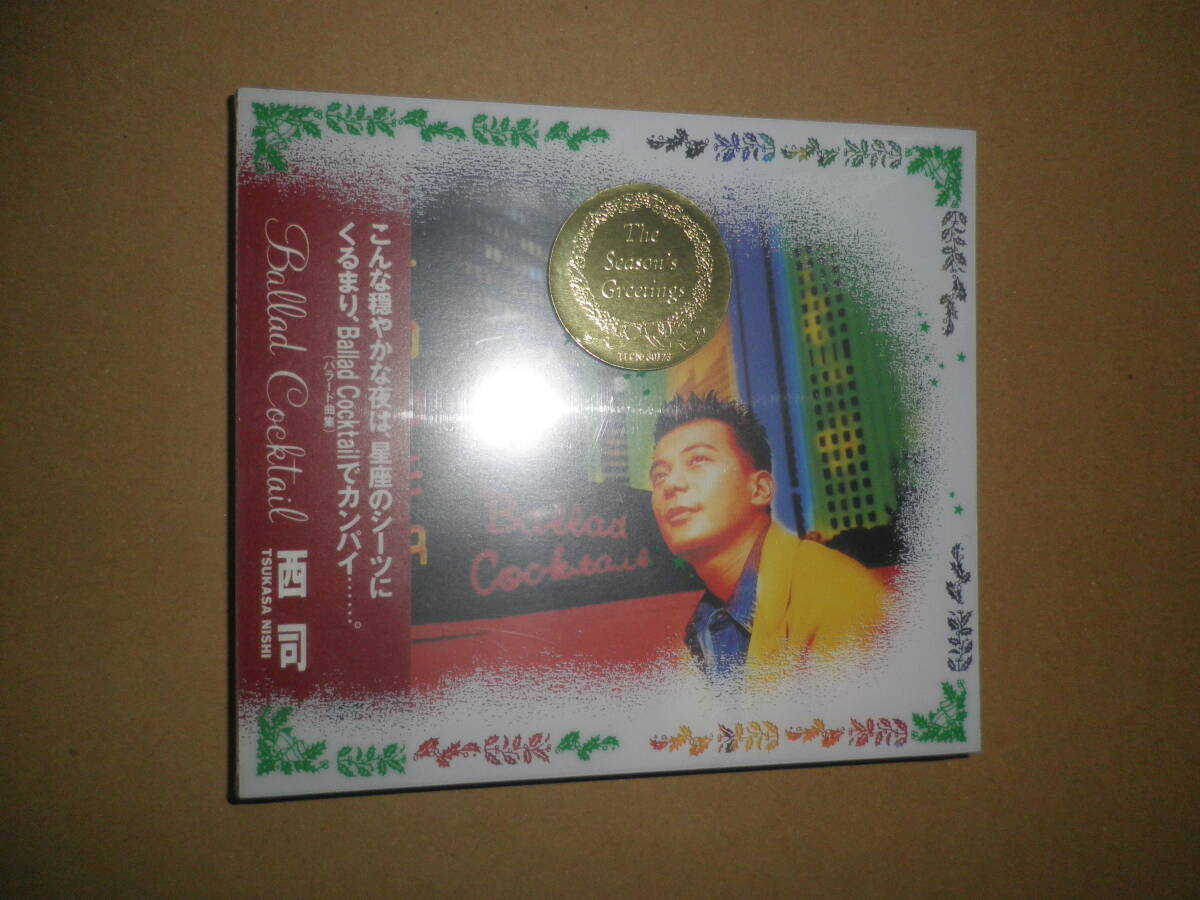 こんな穏やかな夜は、星座のシーツに
くるまり、Ballad Cocktailでカンパイ……。
(バラード曲集)
Ballad Cocktail
西司
TSUKASA NISHI
The
Season's
Greetings
Ballad
Cocktail